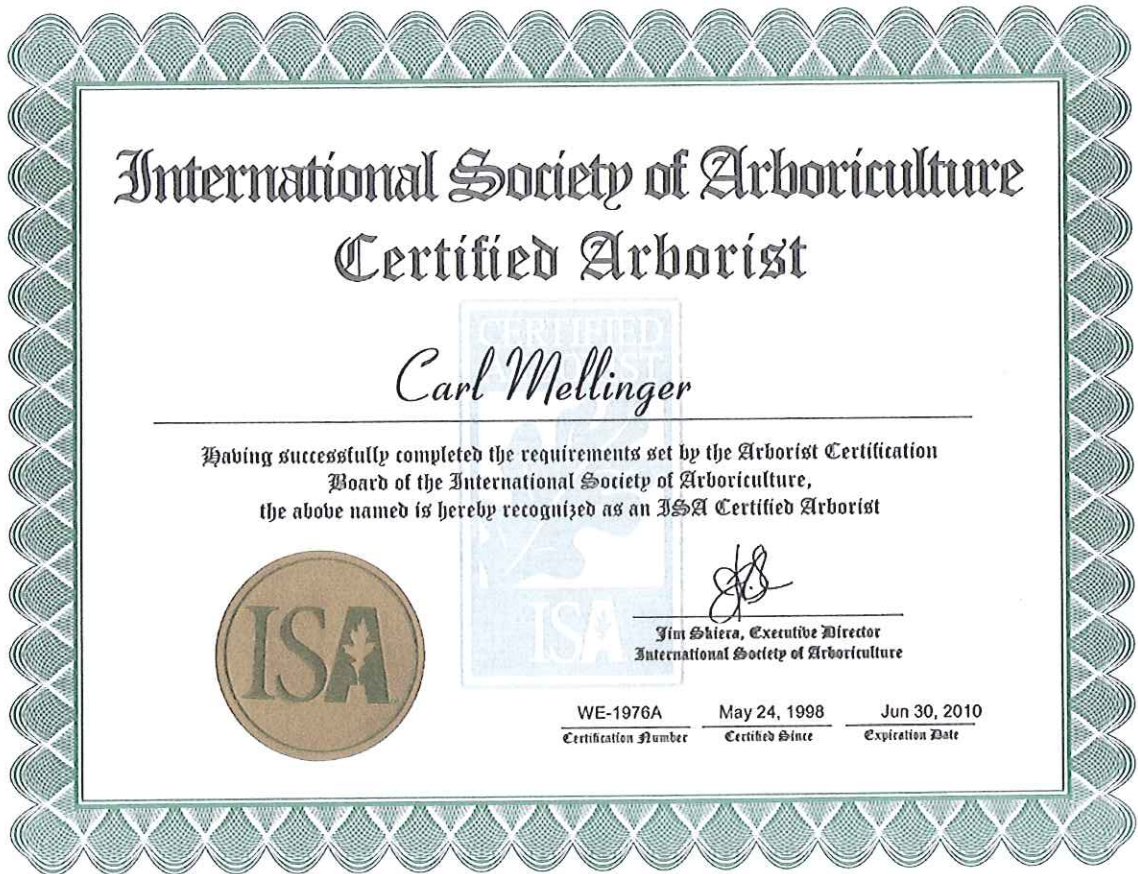 International Society of Arboriculture
Certified Arborist
CERTIFIED
ARBORIST
Carl Mellinger
Having successfully completed the requirements set by the Arborist Certification
Board of the International Society of Arboriculture,
the above named is hereby recognized as an ISA Certified Arborist
ISA
ISA
Jim Skiera, Executive Director
International Society of Arboriculture
WE-1976A May 24, 1998 Jun 30, 2010
Certification Number Certified Since Expiration Date